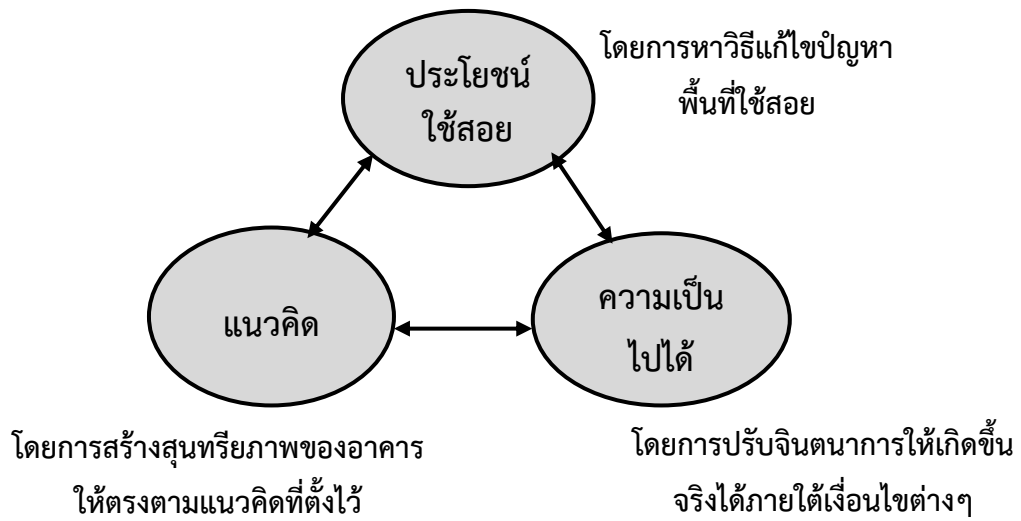 ประโยชน์
ใช้สอย
โดยการหาวิธีแก้ไขปัญหา
พื้นที่ใช้สอย
แนวคิด
ความเป็น
ไปได้
โดยการสร้างสุนทรียภาพของอาคาร
ให้ตรงตามแนวคิดที่ตั้งไว้
โดยการปรับจินตนาการให้เกิดขึ้น
จริงได้ภายใต้เงื่อนไขต่างๆ